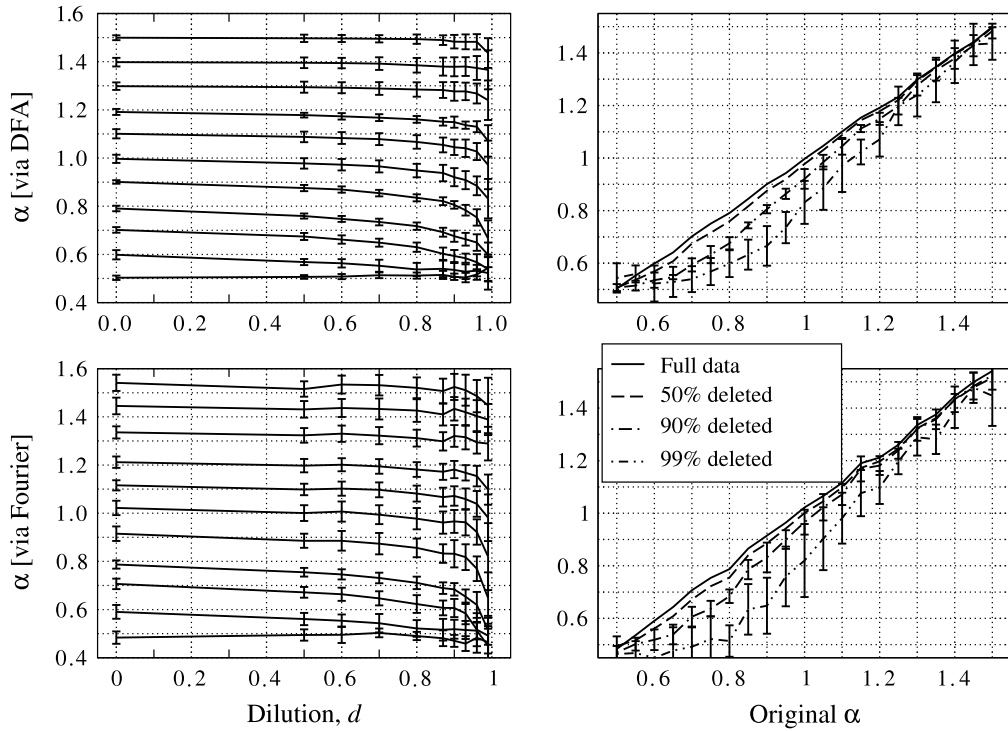 1.6
1.4
1.2
1.0
0.8
0.6
0.4
α [via DFA]
0.0 0.2 0.4 0.6 0.8 1.0
1.4
1.2
1.0
0.8
0.6
0.6 0.8 1 1.2 1.4
Full data
50% deleted
90% deleted
99% deleted
1.6
1.4
1.2
1.0
0.8
0.6
0.4
α [via Fourier]
0 0.2 0.4 0.6 0.8 1
Dilution, d
1.4
1.2
1.0
0.8
0.6
0.6 0.8 1 1.2 1.4
Original α